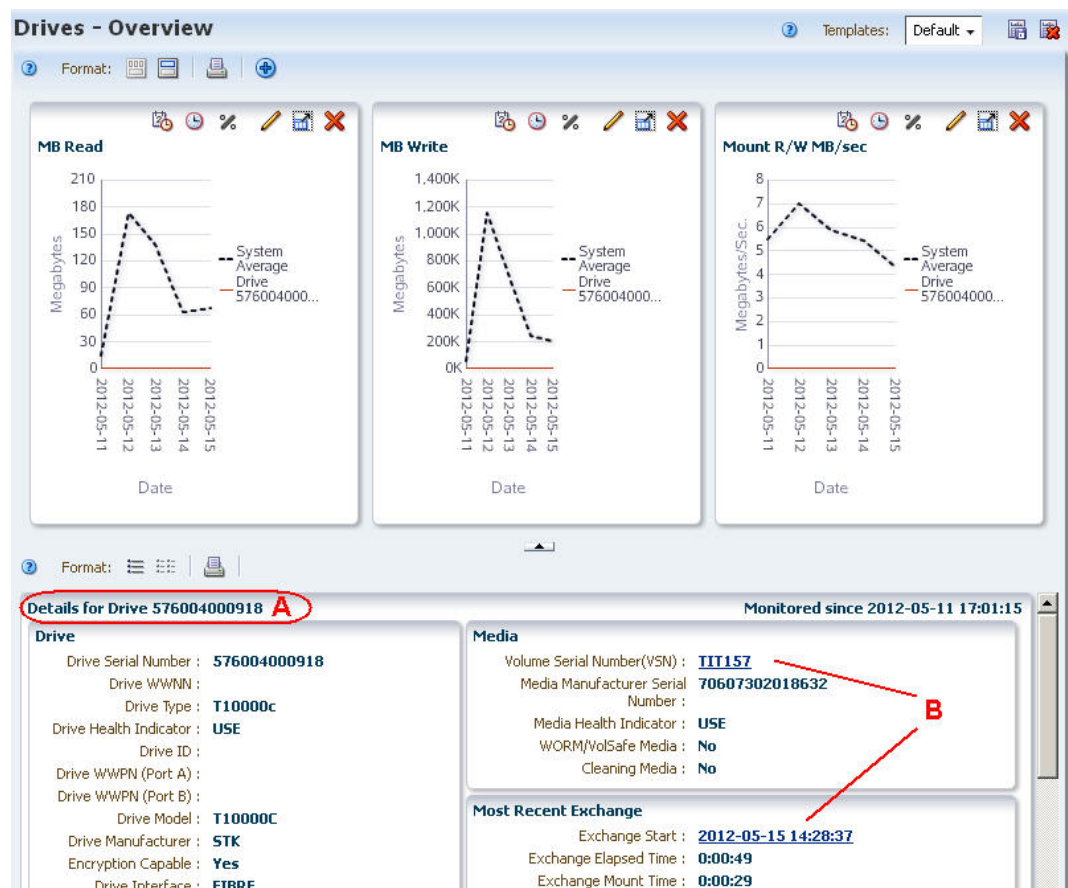 Drives - Overview
Templates: Default
Format:
MB Read
210
180
150
120
90
60
30
0
Megabytes
2012-05-11
2012-05-12
2012-05-13
2012-05-14
2012-05-15
Date
System
Average
Drive
576004000...
MB Write
1,400K
1,200K
1,000K
800K
600K
400K
200K
0K
Megabytes
2012-05-11
2012-05-12
2012-05-13
2012-05-14
2012-05-15
Date
System
Average
Drive
576004000...
Mount R/W MB/sec
8
7
6
5
4
3
2
1
0
Megabytes/Sec.
2012-05-11
2012-05-12
2012-05-13
2012-05-14
2012-05-15
Date
System
Average
Drive
576004000...
Format:
Details for Drive 576004000918 A
Monitored since 2012-05-11 17:01:15
Drive
Drive Serial Number : 576004000918
Drive WWNN :
Drive Type : T10000c
Drive Health Indicator : USE
Drive ID :
Drive WWPN (Port A) :
Drive WWPN (Port B) :
Drive Model : T10000C
Drive Manufacturer : STK
Encryption Capable : Yes
Drive Interface : FIBRE
Media
Volume Serial Number(VSN) : TIT157
Media Manufacturer Serial 70607302018632
Number :
Media Health Indicator : USE
WORM/VolSafe Media : No
Cleaning Media : No
B
Most Recent Exchange
Exchange Start : 2012-05-15 14:28:37
Exchange Elapsed Time : 0:00:49
Exchange Mount Time : 0:00:29